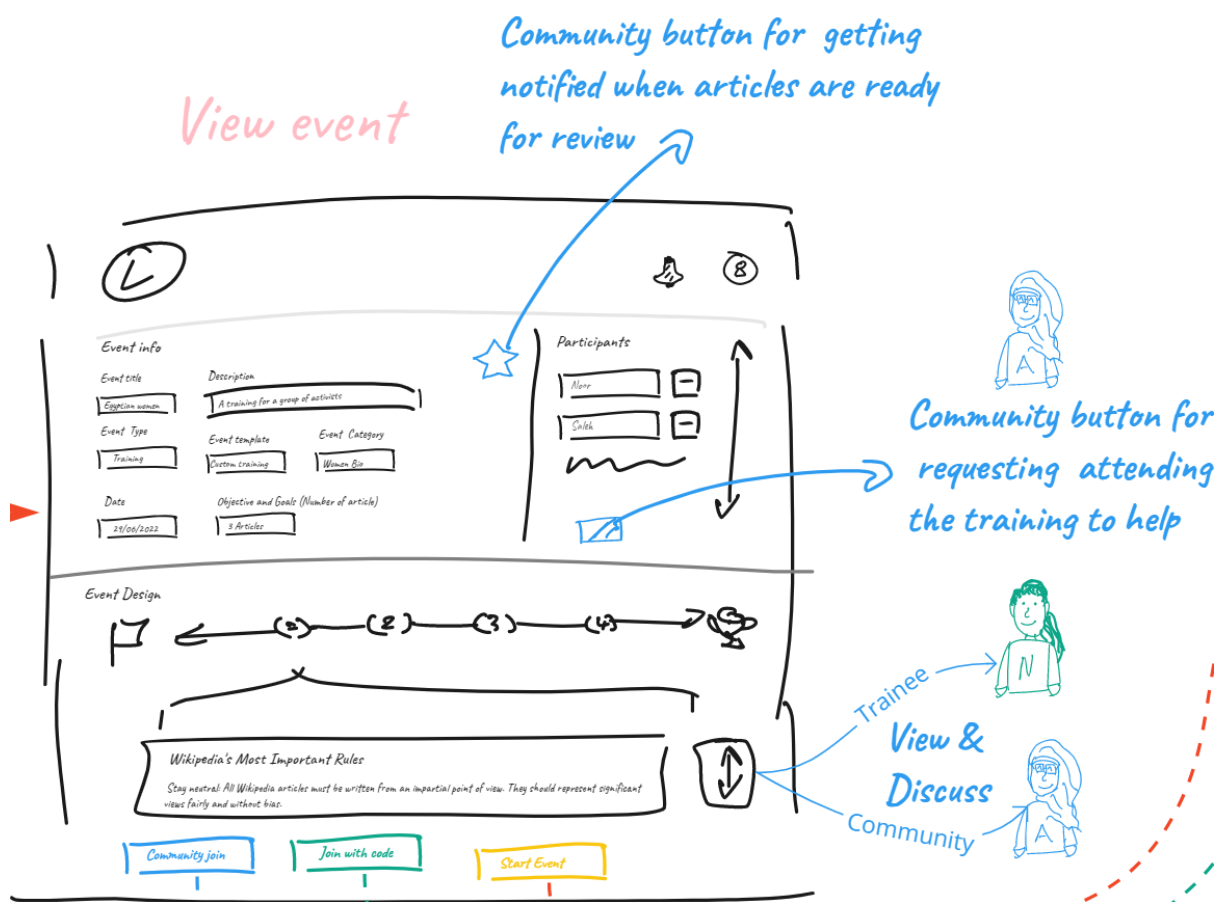 Community button for getting
notified when articles are ready
for review
View event
L
8
Event info
Participants
Event title
Description
Egyptian women
A training for a group of activists
Noor
Saleh
Event Type
Event template
Event Category
Training
Custom training
Women Bio
Date
Objective and Goals (Number of article)
29/06/2022
3 Articles
A
Community button for
requesting attending
the training to help
Event Design
(2)
(3)
(4)
N
Trainee
View &
Discuss
Community
A
Wikipedia's Most Important Rules
Stay neutral: All Wikipedia articles must be written from an impartial point of view. They should represent significant
views fairly and without bias.
Community join
Join with code
Start Event